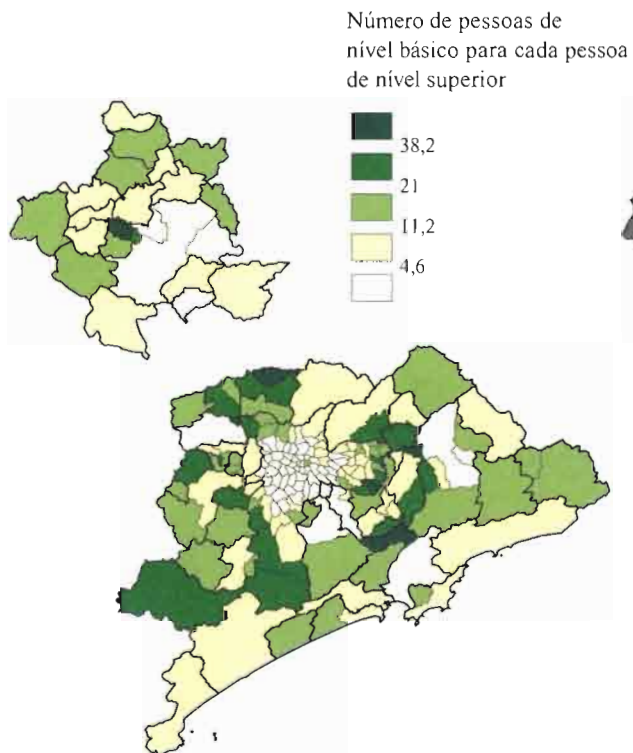 Número de pessoas de
nível básico para cada pessoa
de nível superior
38,2
21
11,2
4,6